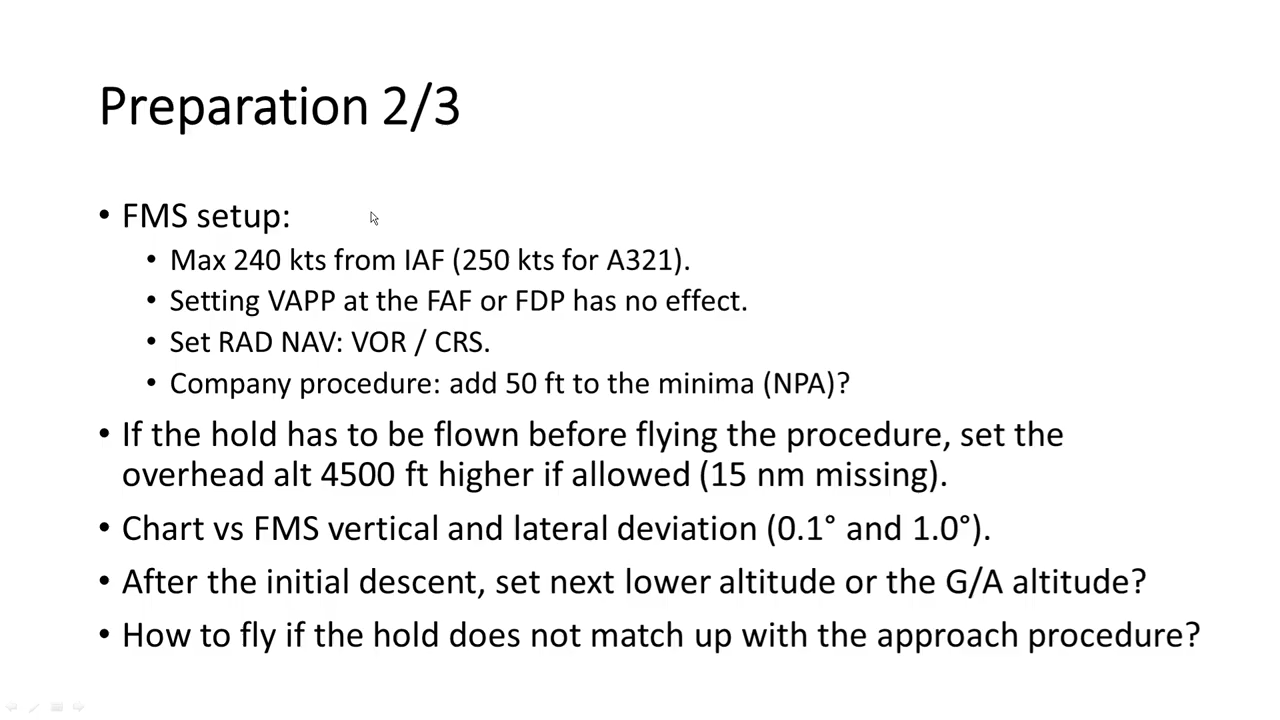 Preparation 2/3
• FMS setup:
• Max 240 kts from IAF (250 kts for A321).
• Setting VAPP at the FAF or FDP has no effect.
• Set RAD NAV: VOR / CRS.
• Company procedure: add 50 ft to the minima (NPA)?
• If the hold has to be flown before flying the procedure, set the
overhead alt 4500 ft higher if allowed (15 nm missing).
• Chart vs FMS vertical and lateral deviation (0.1° and 1.0°).
• After the initial descent, set next lower altitude or the G/A altitude?
• How to fly if the hold does not match up with the approach procedure?